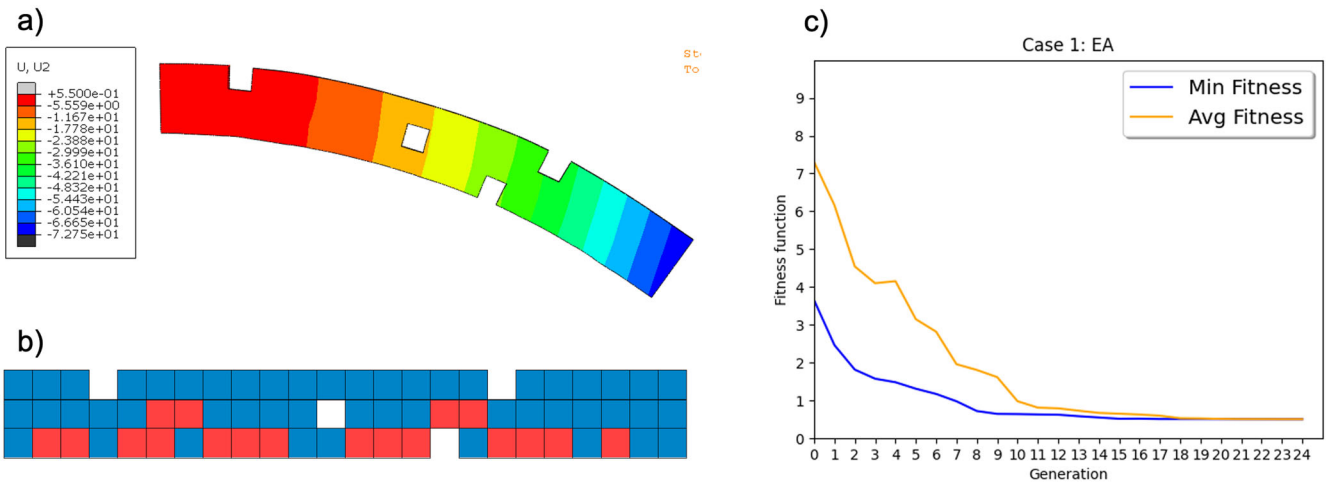 a)
U, U2
+5.500e-01
-5.559e+00
-1.167e+01
-1.778e+01
-2.388e+01
-2.999e+01
-3.610e+01
-4.221e+01
-4.832e+01
-5.443e+01
-6.054e+01
-6.665e+01
-7.275e+01
St
To
b)
c)
Case 1: EA
Min Fitness
Avg Fitness
Fitness function
9
8
7
6
5
4
3
2
1
0
0 1 2 3 4 5 6 7 8 9 10 11 12 13 14 15 16 17 18 19 20 21 22 23 24
Generation